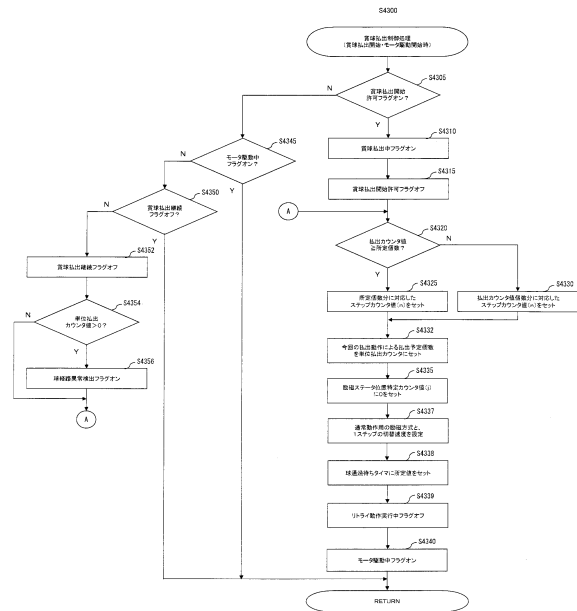 S4300
賞球払出制御処理
(賞球払出開始・モータ駆動開始時)
S4305
賞球払出開始
許可フラグオン？
N
Y
S4310
賞球払出中フラグオン
S4315
賞球払出開始許可フラグオフ
A
S4320
払出カウンタ値
≧所定個数？
N
Y
S4325
所定個数分に対応した
ステップカウンタ値(m)をセット
S4330
払出カウンタ値個数分に対応した
ステップカウンタ値(m)をセット
S4332
今回の払出動作による払出予定個数
を単位払出カウンタにセット
S4335
励磁ステータ位置特定カウンタ値(j)
に0をセット
S4337
通常動作用の励磁方式と、
1ステップの切替速度を設定
S4338
球通過待ちタイマに所定値をセット
S4339
リトライ動作実行中フラグオフ
S4340
モータ駆動中フラグオン
RETURN
S4345
モータ駆動中
フラグオン？
N
Y
S4350
賞球払出継続
フラグオフ？
N
Y
S4352
賞球払出継続フラグオフ
S4354
単位払出
カウンタ値＞0？
N
Y
S4356
球経路異常検出フラグオン
A